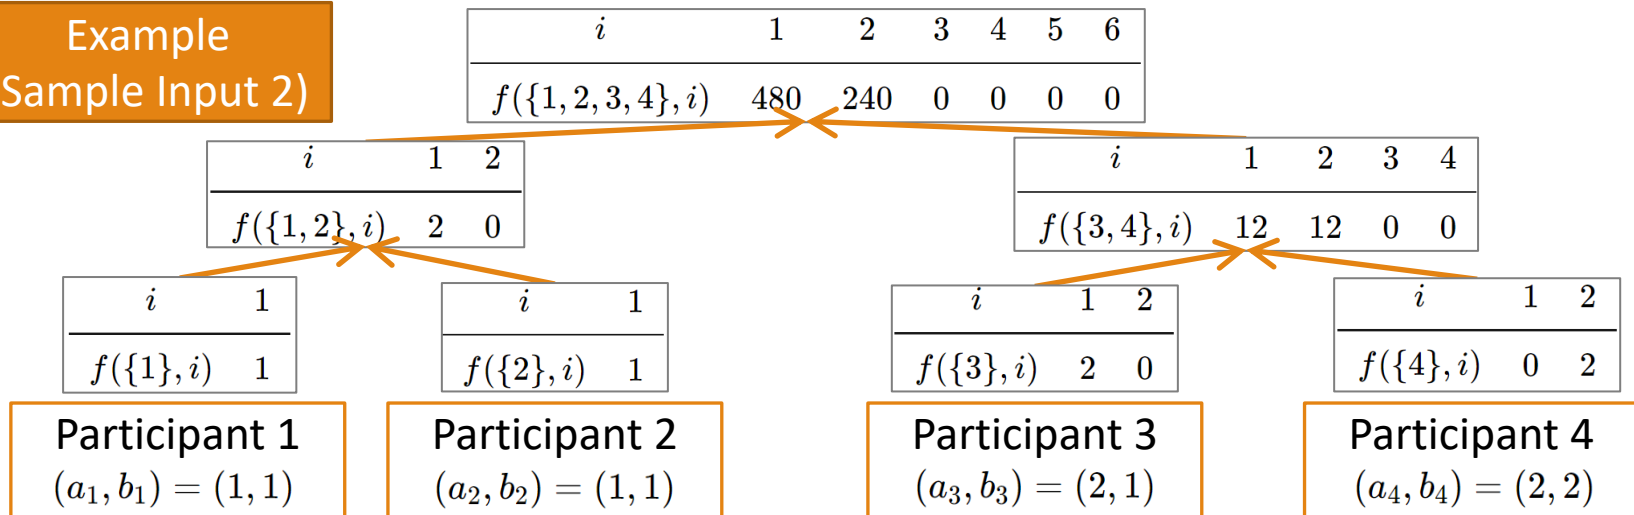 Example
Sample Input 2)
i 1 2 3 4 5 6
f({1, 2, 3, 4}, i) 480 240 0 0 0 0
i 1 2
f({1, 2}, i) 2 0
i 1 2 3 4
f({3, 4}, i) 12 12 0 0
i 1
f({1}, i) 1
i 1
f({2}, i) 1
i 1 2
f({3}, i) 2 0
i 1 2
f({4}, i) 0 2
Participant 1
(a₁, b₁) = (1, 1)
Participant 2
(a₂, b₂) = (1, 1)
Participant 3
(a₃, b₃) = (2, 1)
Participant 4
(a₄, b₄) = (2, 2)